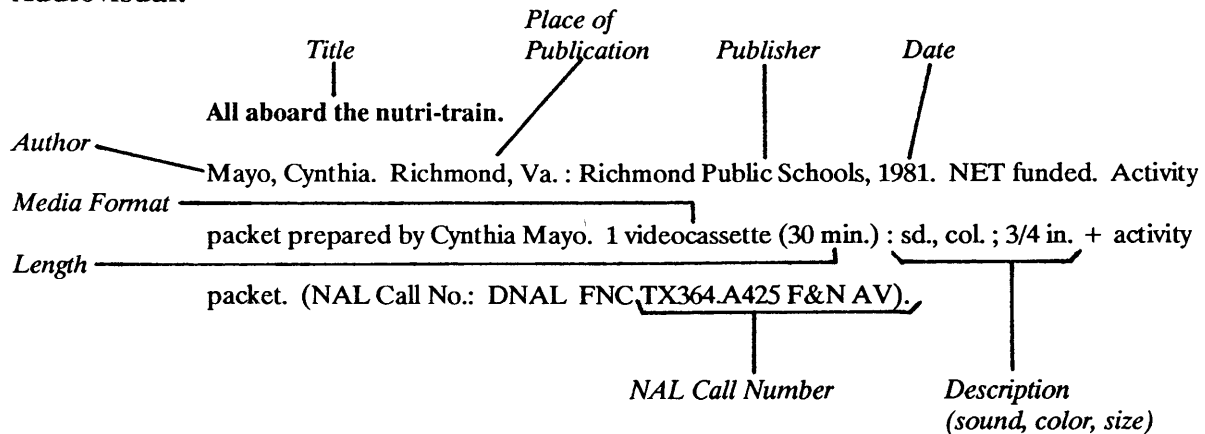 Audiovisual:
Place of
Title Publication Publisher Date
All aboard the nutri-train.
Author
Mayo, Cynthia. Richmond, Va. : Richmond Public Schools, 1981. NET funded. Activity
Media Format
packet prepared by Cynthia Mayo. 1 videocassette (30 min.) : sd., col. ; 3/4 in. + activity
Length
packet. (NAL Call No.: DNAL FNC TX364.A425 F&N AV).
NAL Call Number Description
(sound, color, size)